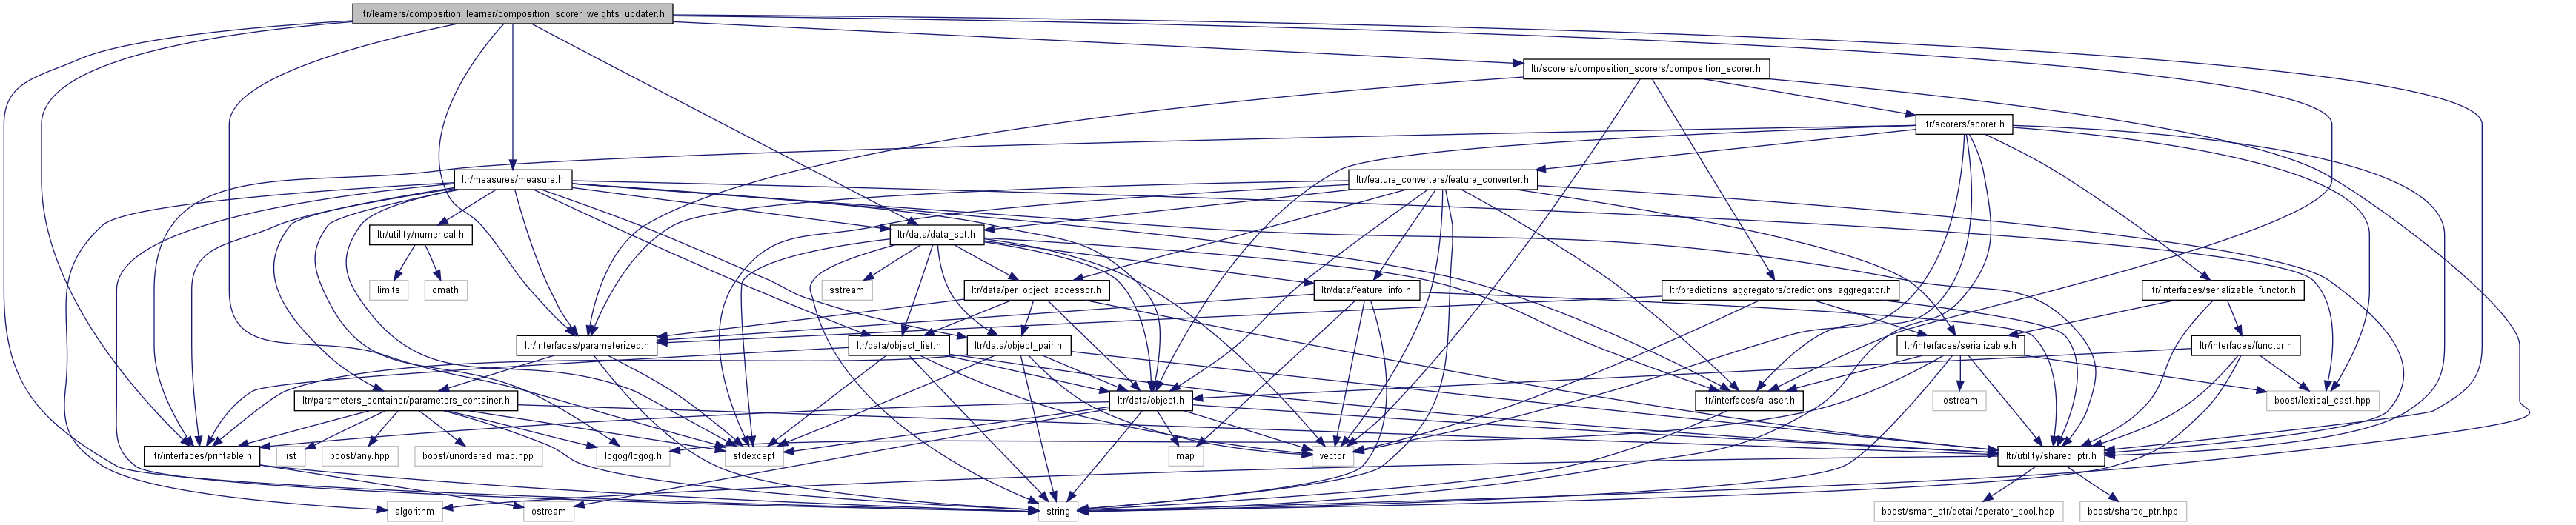 ltr/learners/composition_learner/composition_scorer_weights_updater.h
ltr/scorers/composition_scorers/composition_scorer.h
ltr/scorers/scorer.h
ltr/measures/measure.h
ltr/feature_converters/feature_converter.h
ltr/utility/numerical.h
ltr/data/data_set.h
limits
cmath
sstream
ltr/data/per_object_accessor.h
ltr/data/feature_info.h
ltr/predictions_aggregators/predictions_aggregator.h
ltr/interfaces/serializable_functor.h
ltr/interfaces/parameterized.h
ltr/data/object_list.h
ltr/data/object_pair.h
ltr/interfaces/serializable.h
ltr/interfaces/functor.h
ltr/parameters_container/parameters_container.h
ltr/data/object.h
ltr/interfaces/aliaser.h
iostream
boost/lexical_cast.hpp
ltr/interfaces/printable.h
list
boost/any.hpp
boost/unordered_map.hpp
logog/logog.h
stdexcept
map
vector
ltr/utility/shared_ptr.h
algorithm
ostream
string
boost/smart_ptr/detail/operator_bool.hpp
boost/shared_ptr.hpp